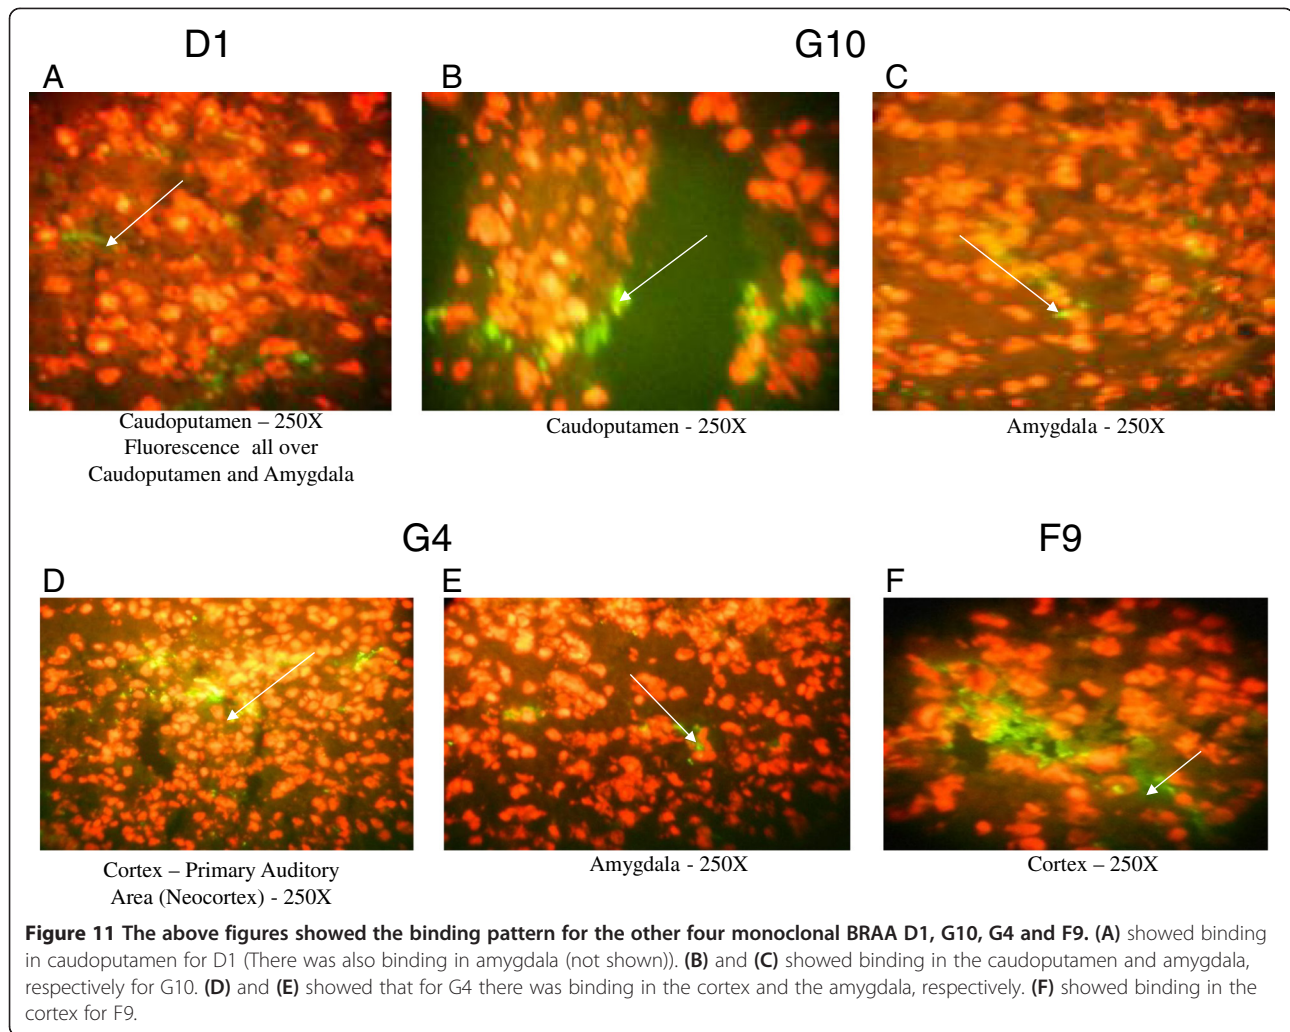 D1
G10
A
B
C
Caudoputamen – 250X
Fluorescence all over
Caudoputamen and Amygdala
Caudoputamen - 250X
Amygdala - 250X
G4
F9
D
E
F
Cortex – Primary Auditory
Area (Neocortex) - 250X
Amygdala - 250X
Cortex – 250X
Figure 11 The above figures showed the binding pattern for the other four monoclonal BRAA D1, G10, G4 and F9. (A) showed binding
in caudoputamen for D1 (There was also binding in amygdala (not shown)). (B) and (C) showed binding in the caudoputamen and amygdala,
respectively for G10. (D) and (E) showed that for G4 there was binding in the cortex and the amygdala, respectively. (F) showed binding in the
cortex for F9.